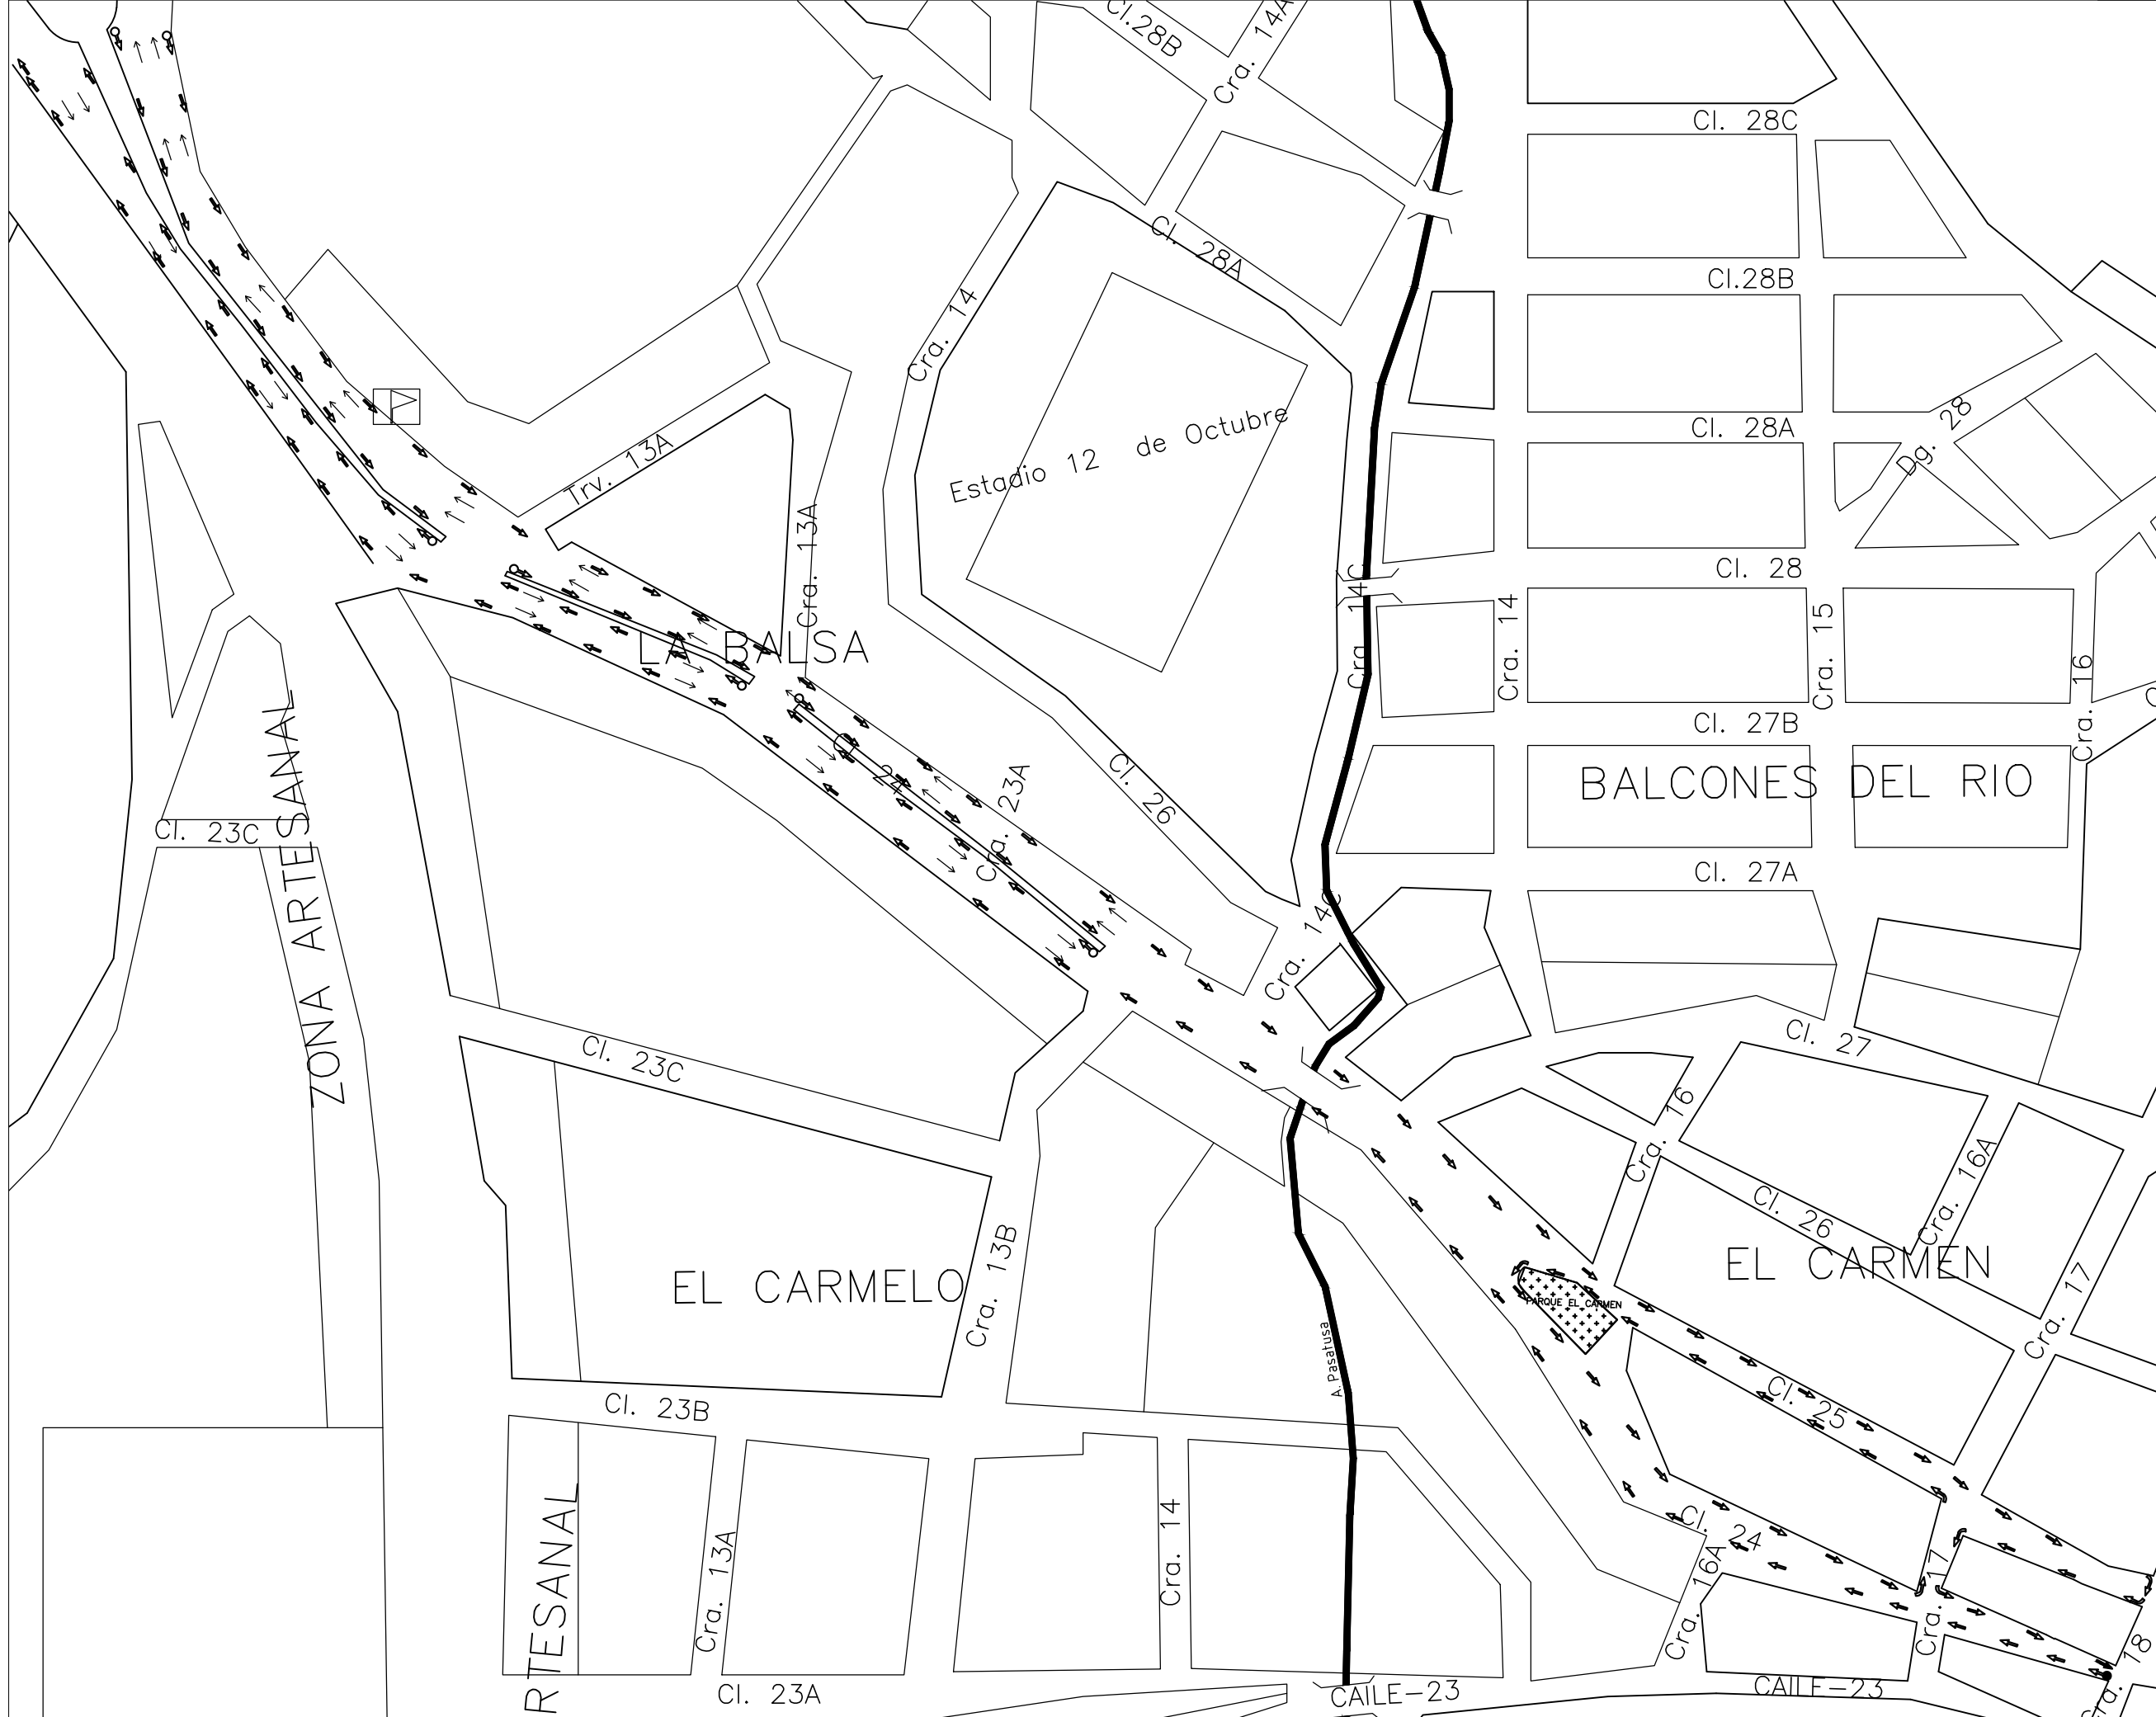 Cl.28B
Cra. 14A
Cl. 28C
Cl. 28A
Cl.28B
Cra. 14
Cl. 28A
Dg. 28
Estadio 12 de Octubre
Trv. 13A
Cra. 13A
Cl. 28
Cra. 14C
Cra. 14
Cra. 15
Cra. 16
LA BALSA
Cl. 27B
BALCONES DEL RIO
Cl. 26
Cra. 23A
ZONA ARTESANAL
Cl. 23C
Cl. 27A
Cra. 14C
Cl. 27
Cl. 23C
Cra. 16
Cra. 16A
Cl. 26
EL CARMEN
Cra. 13B
EL CARMELO
Cra. 17
PARQUE EL CARMEN
A.Pasatusa
Cl. 25
Cl. 23B
Cl. 24
Cra. 14
Cra. 13A
Cra. 16A
Cra. 17
RTESANAL
Cra. 18
Cl. 23A
CAILE-23
CAILE-23